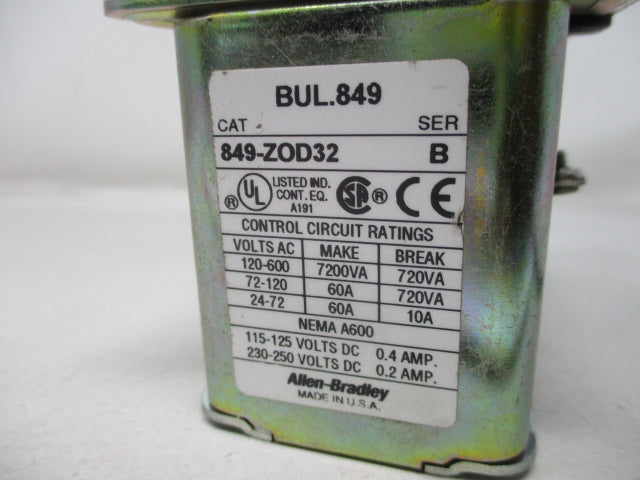 BUL.849
CAT SER
849-ZOD32 B
UL LISTED IND. CONT. EQ. A191 SA CE
CONTROL CIRCUIT RATINGS
VOLTS AC MAKE BREAK
120-600 7200VA 720VA
72-120 60A 720VA
24-72 60A 10A
NEMA A600
115-125 VOLTS DC 0.4 AMP.
230-250 VOLTS DC 0.2 AMP.
Allen-Bradley
MADE IN U.S.A.